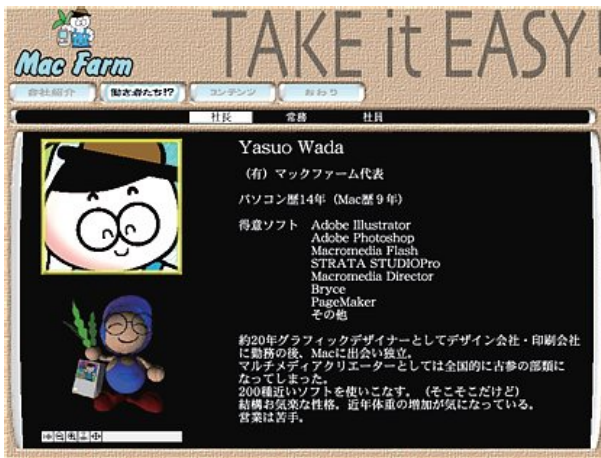 Mac Farm
TAKE it EASY!
会社紹介
働き者たち!?
コンテンツ
おわり
社長 常務 社員
Yasuo Wada
（有）マックファーム代表
パソコン歴14年（Mac歴９年）
得意ソフト Adobe Illustrator
Adobe Photoshop
Macromedia Flash
STRATA STUDIOPro
Macromedia Director
Bryce
PageMaker
その他
約20年グラフィックデザイナーとしてデザイン会社・印刷会社
に勤務の後、Macに出会い独立。
マルチメディアクリエーターとしては全国的に古参の部類に
なってしまった。
200種近いソフトを使いこなす。（そこそこだけど）
結構お気楽な性格。近年体重の増加が気になっている。
営業は苦手。